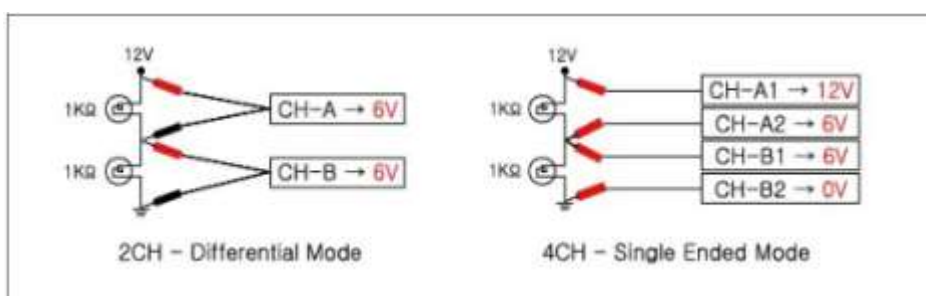 12V
1KΩ
CH-A → 6V
1KΩ
CH-B → 6V
2CH - Differential Mode
12V
1KΩ
CH-A1 → 12V
CH-A2 → 6V
CH-B1 → 6V
1KΩ
CH-B2 → 0V
4CH - Single Ended Mode